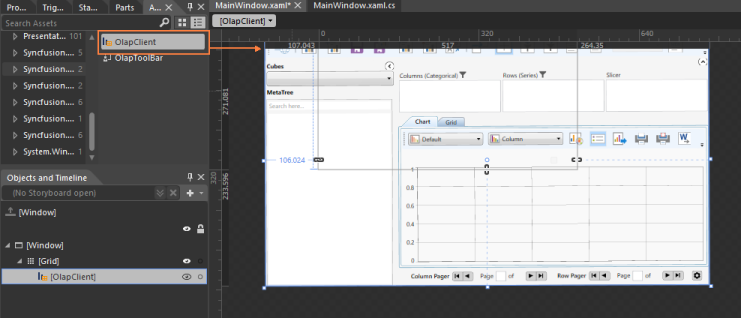 Pro... Trig... Sta... Parts A...
Search Assets
Presentat... 101
Syncfusion.... 2
Syncfusion.... 2
Syncfusion.... 2
Syncfusion.... 6
Syncfusion.... 1
Syncfusion.... 6
System.Win...
OlapClient
OlapToolBar
Objects and Timeline
(No Storyboard open)
[Window]
[Window]
[Grid]
[OlapClient]
MainWindow.xaml* MainWindow.xaml.cs
[OlapClient]
0 320 640
107.043 517 264.35
271.081
320
233.596
106.024
Cubes
MetaTree
Search here...
Columns (Categorical) Rows (Series) Slicer
Chart Grid
Default Column
1
0.8
0.6
0.4
0.2
0
Column Pager Page of Row Pager Page of